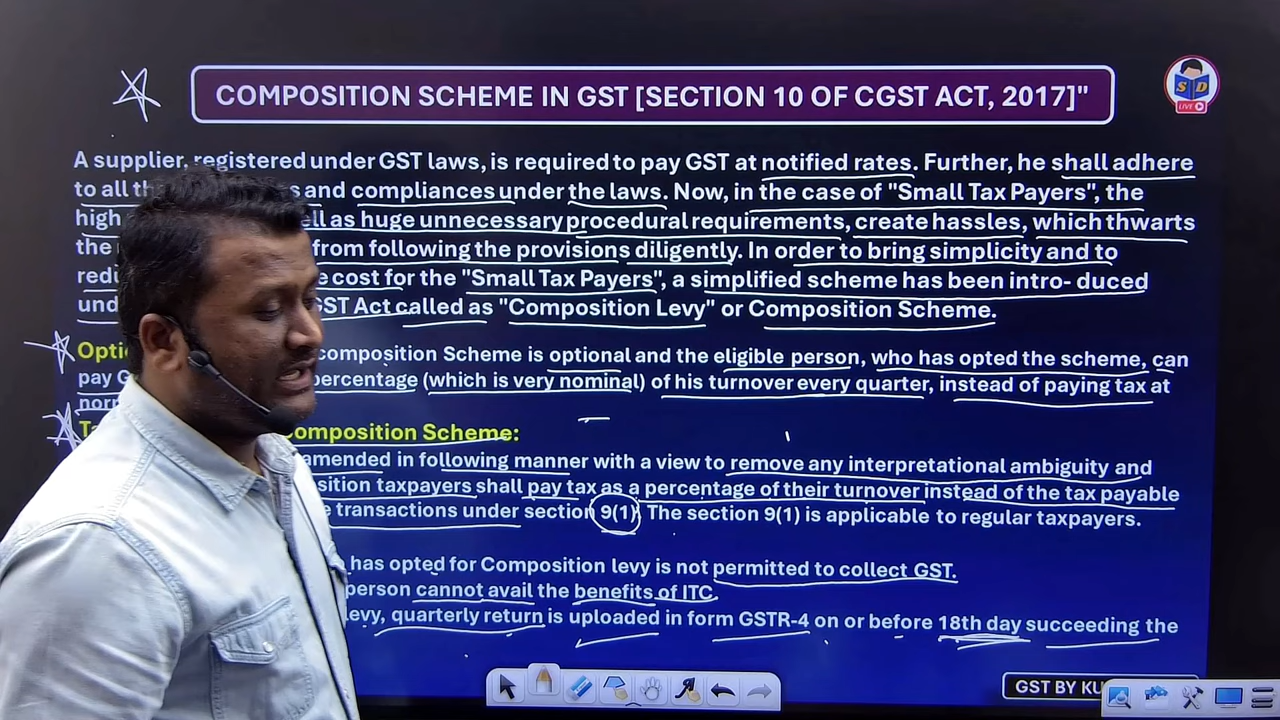 COMPOSITION SCHEME IN GST [SECTION 10 OF CGST ACT, 2017]"
S D
LIVE
A supplier, registered under GST laws, is required to pay GST at notified rates. Further, he shall adhere
to all and compliances under the laws. Now, in the case of "Small Tax Payers", the
high as huge unnecessary procedural requirements, create hassles, which thwarts
the from following the provisions diligently. In order to bring simplicity and to
cost for the "Small Tax Payers", a simplified scheme has been intro- duced
GST Act called as "Composition Levy" or Composition Scheme.
composition Scheme is optional and the eligible person, who has opted the scheme, can
pay percentage (which is very nominal) of his turnover every quarter, instead of paying tax at
Composition Scheme:
amended in following manner with a view to remove any interpretational ambiguity and
taxpayers shall pay tax as a percentage of their turnover instead of the tax payable
transactions under section 9(1). The section 9(1) is applicable to regular taxpayers.
has opted for Composition levy is not permitted to collect GST.
person cannot avail the benefits of ITC.
levy, quarterly return is uploaded in form GSTR-4 on or before 18th day succeeding the
GST BY